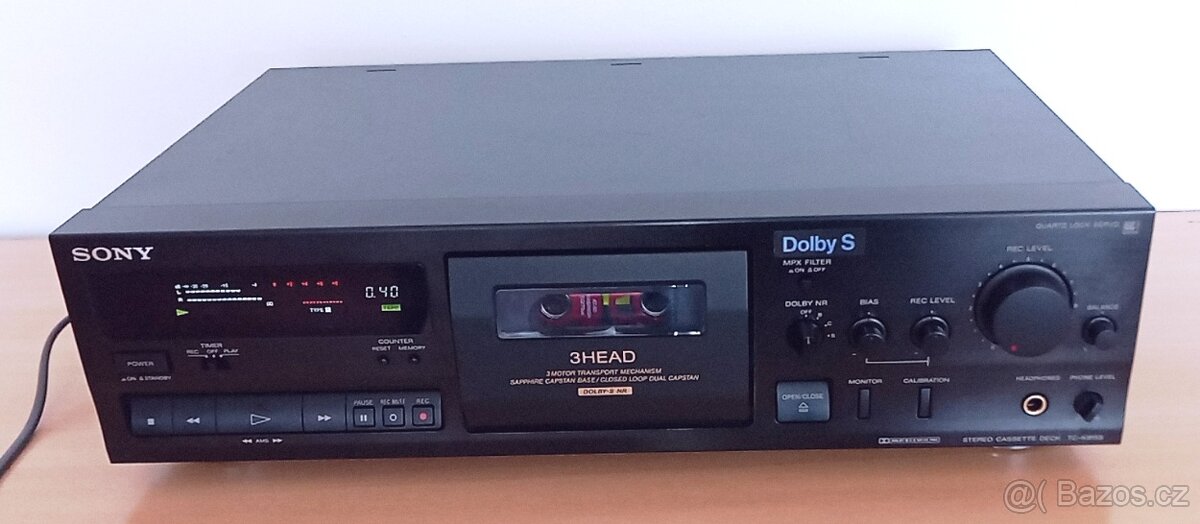 SONY
0.40
TYPE II
TIMER
REC OFF PLAY
POWER
ON STANDBY
COUNTER
RESET MEMORY
PAUSE REC MUTE REC
AMS
3HEAD
3 MOTOR TRANSPORT MECHANISM
SAPPHIRE CAPSTAN BASE / CLOSED LOOP DUAL CAPSTAN
DOLBY-S NR
Dolby S
MPX FILTER
ON OFF
DOLBY NR
OFF B C S
BIAS
REC LEVEL
MONITOR
CALIBRATION
OPEN/CLOSE
QUARTZ LOCK SERVO
REC LEVEL
BALANCE
HEADPHONES
PHONE LEVEL
STEREO CASSETTE DECK
@( Bazos.cz